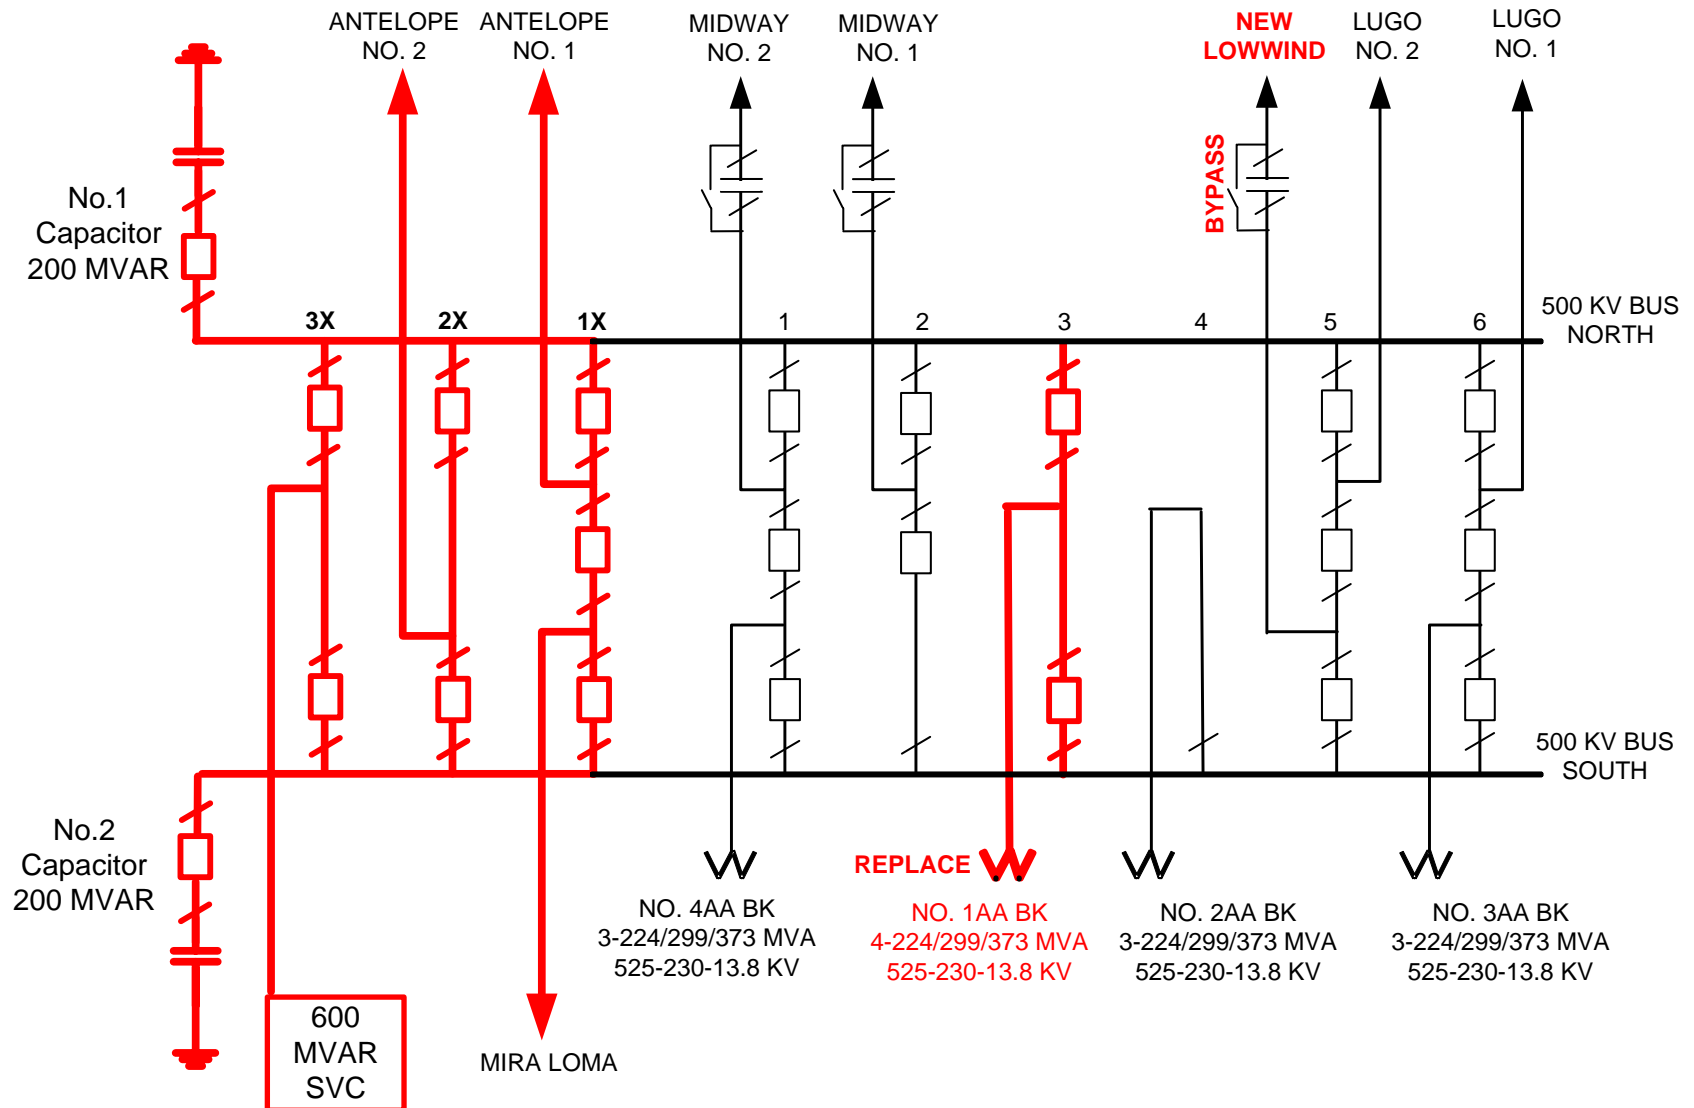 ANTELOPE
NO. 2
ANTELOPE
NO. 1
MIDWAY
NO. 2
MIDWAY
NO. 1
NEW
LOWWIND
LUGO
NO. 2
LUGO
NO. 1
BYPASS
No.1
Capacitor
200 MVAR
3X
2X
1X
1
2
3
4
5
6
500 KV BUS
NORTH
500 KV BUS
SOUTH
No.2
Capacitor
200 MVAR
REPLACE
NO. 4AA BK
3-224/299/373 MVA
525-230-13.8 KV
NO. 1AA BK
4-224/299/373 MVA
525-230-13.8 KV
NO. 2AA BK
3-224/299/373 MVA
525-230-13.8 KV
NO. 3AA BK
3-224/299/373 MVA
525-230-13.8 KV
600
MVAR
SVC
MIRA LOMA